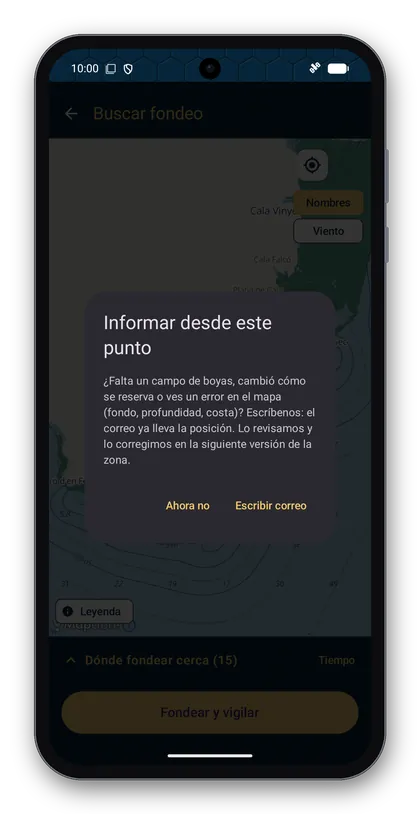 10:00
Buscar fondeo
Nombres
Cala Vinye
Viento
Cala Falcó
Informar desde este
punto
¿Falta un campo de boyas, cambió cómo
se reserva o ves un error en el mapa
(fondo, profundidad, costa)? Escríbenos: el
correo ya lleva la posición. Lo revisamos y
lo corregimos en la siguiente versión de la
zona.
Ahora no
Escribir correo
Leyenda
Dónde fondear cerca (15)
Tiempo
Fondear y vigilar